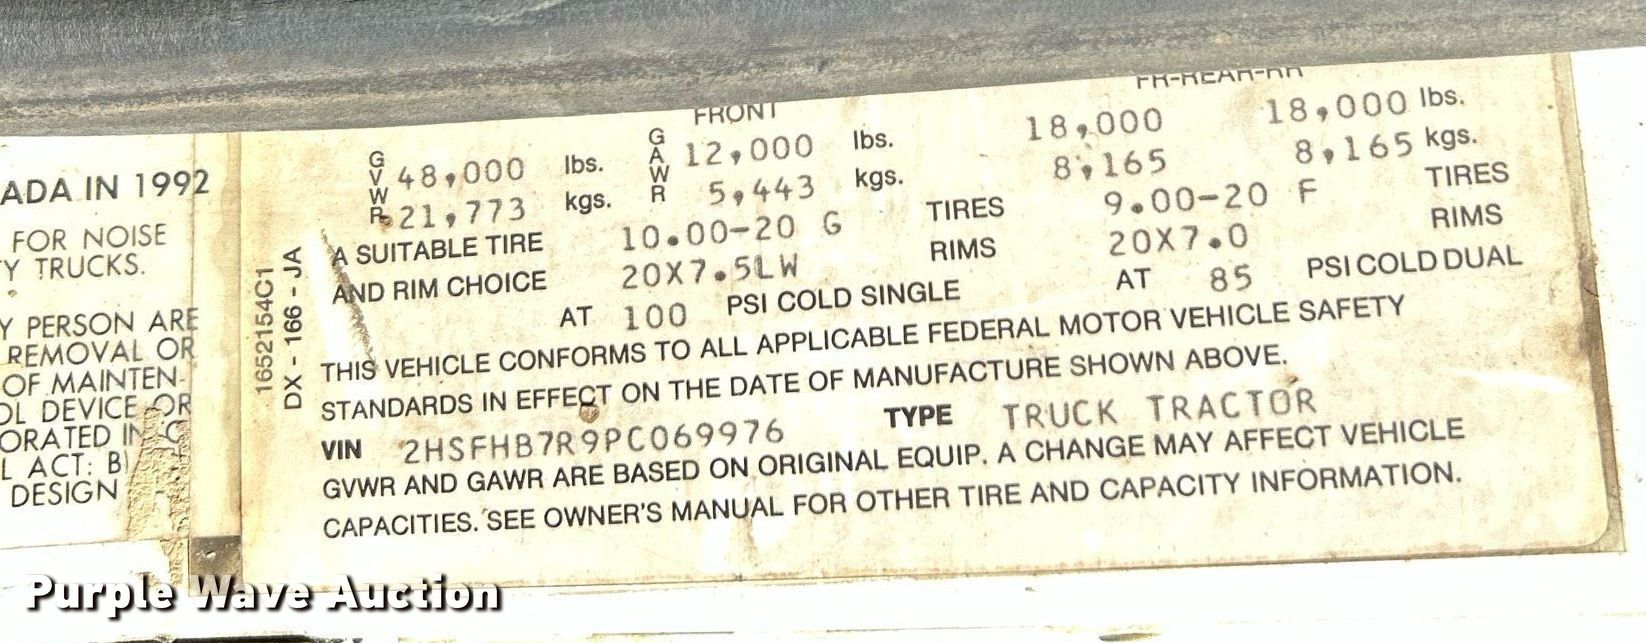 ADA IN 1992
FOR NOISE
Y TRUCKS.
Y PERSON ARE
REMOVAL OR
OF MAINTEN-
OL DEVICE OR
ORATED IN C
L ACT: B
DESIGN
1652154C1
DX - 166 - JA
FRONT FR-REAR-RR
GVWR 48,000 lbs. GAWR 12,000 lbs. 18,000 18,000 lbs.
21,773 kgs. 5,443 kgs. 8,165 8,165 kgs.
A SUITABLE TIRE 10.00-20 G TIRES 9.00-20 F TIRES
AND RIM CHOICE 20X7.5LW RIMS 20X7.0 RIMS
AT 100 PSI COLD SINGLE AT 85 PSI COLD DUAL
THIS VEHICLE CONFORMS TO ALL APPLICABLE FEDERAL MOTOR VEHICLE SAFETY
STANDARDS IN EFFECT ON THE DATE OF MANUFACTURE SHOWN ABOVE.
VIN 2HSFHB7R9PC069976 TYPE TRUCK TRACTOR
GVWR AND GAWR ARE BASED ON ORIGINAL EQUIP. A CHANGE MAY AFFECT VEHICLE
CAPACITIES. SEE OWNER'S MANUAL FOR OTHER TIRE AND CAPACITY INFORMATION.
Purple Wave Auction